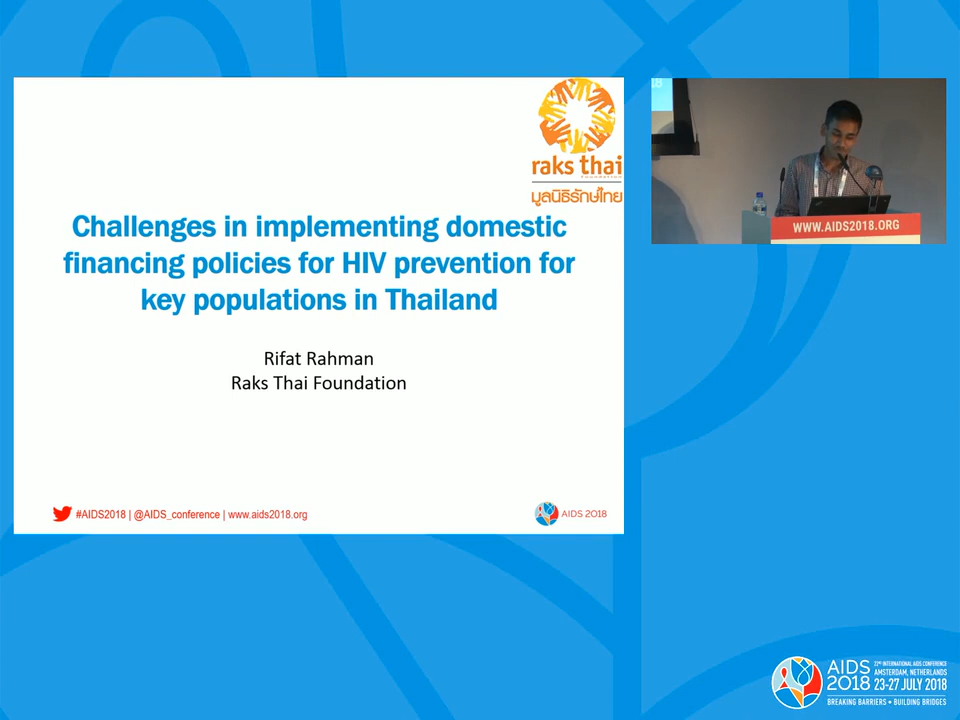 raks thai
foundation
มูลนิธิรักษ์ไทย
Challenges in implementing domestic
financing policies for HIV prevention for
key populations in Thailand
Rifat Rahman
Raks Thai Foundation
#AIDS2018 | @AIDS_conference | www.aids2018.org
AIDS 2018
18
WWW.AIDS2018.ORG
AIDS
2018
22ND INTERNATIONAL AIDS CONFERENCE
AMSTERDAM, NETHERLANDS
23-27 JULY 2018
BREAKING BARRIERS • BUILDING BRIDGES